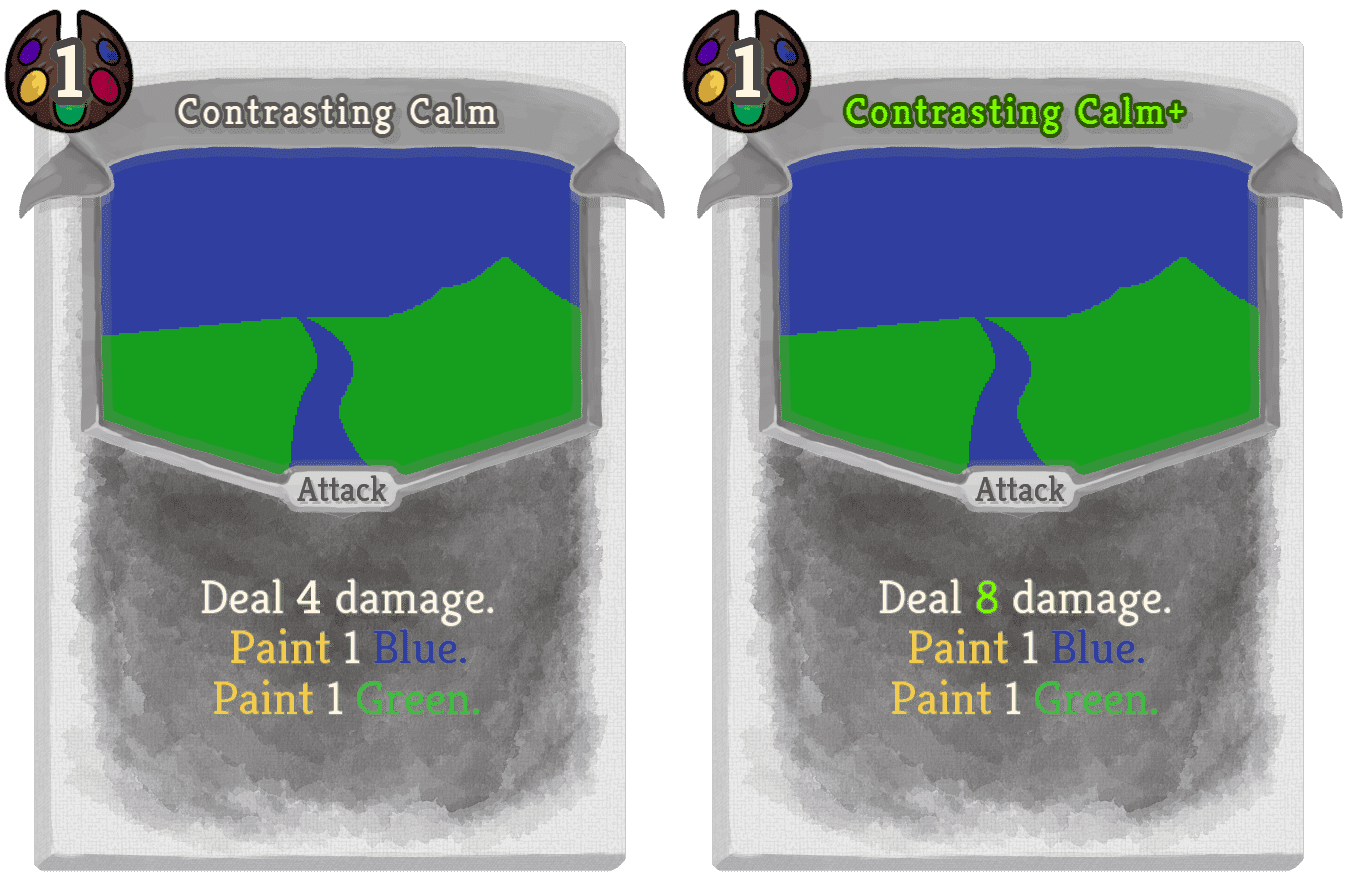 1
Contrasting Calm
Attack
Deal 4 damage.
Paint 1 Blue.
Paint 1 Green.
1
Contrasting Calm+
Attack
Deal 8 damage.
Paint 1 Blue.
Paint 1 Green.